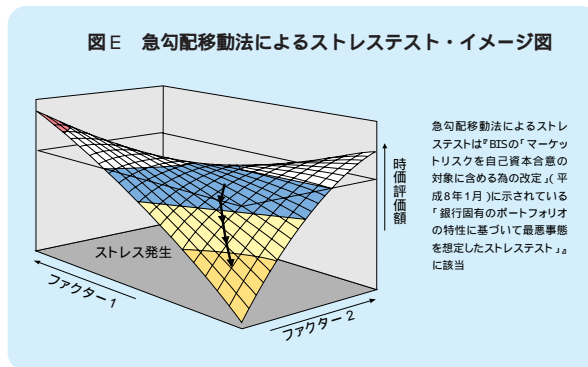 図E　急勾配移動法によるストレステスト・イメージ図
急勾配移動法によるストレ
ステストは『BISの「マーケッ
トリスクを自己資本合意の
対象に含める為の改定」(平
成8年1月)に示されている
「銀行固有のポートフォリオ
の特性に基づいて最悪事態
を想定したストレステスト」』
に該当
時価評価額
ストレス発生
ファクター1
ファクター2